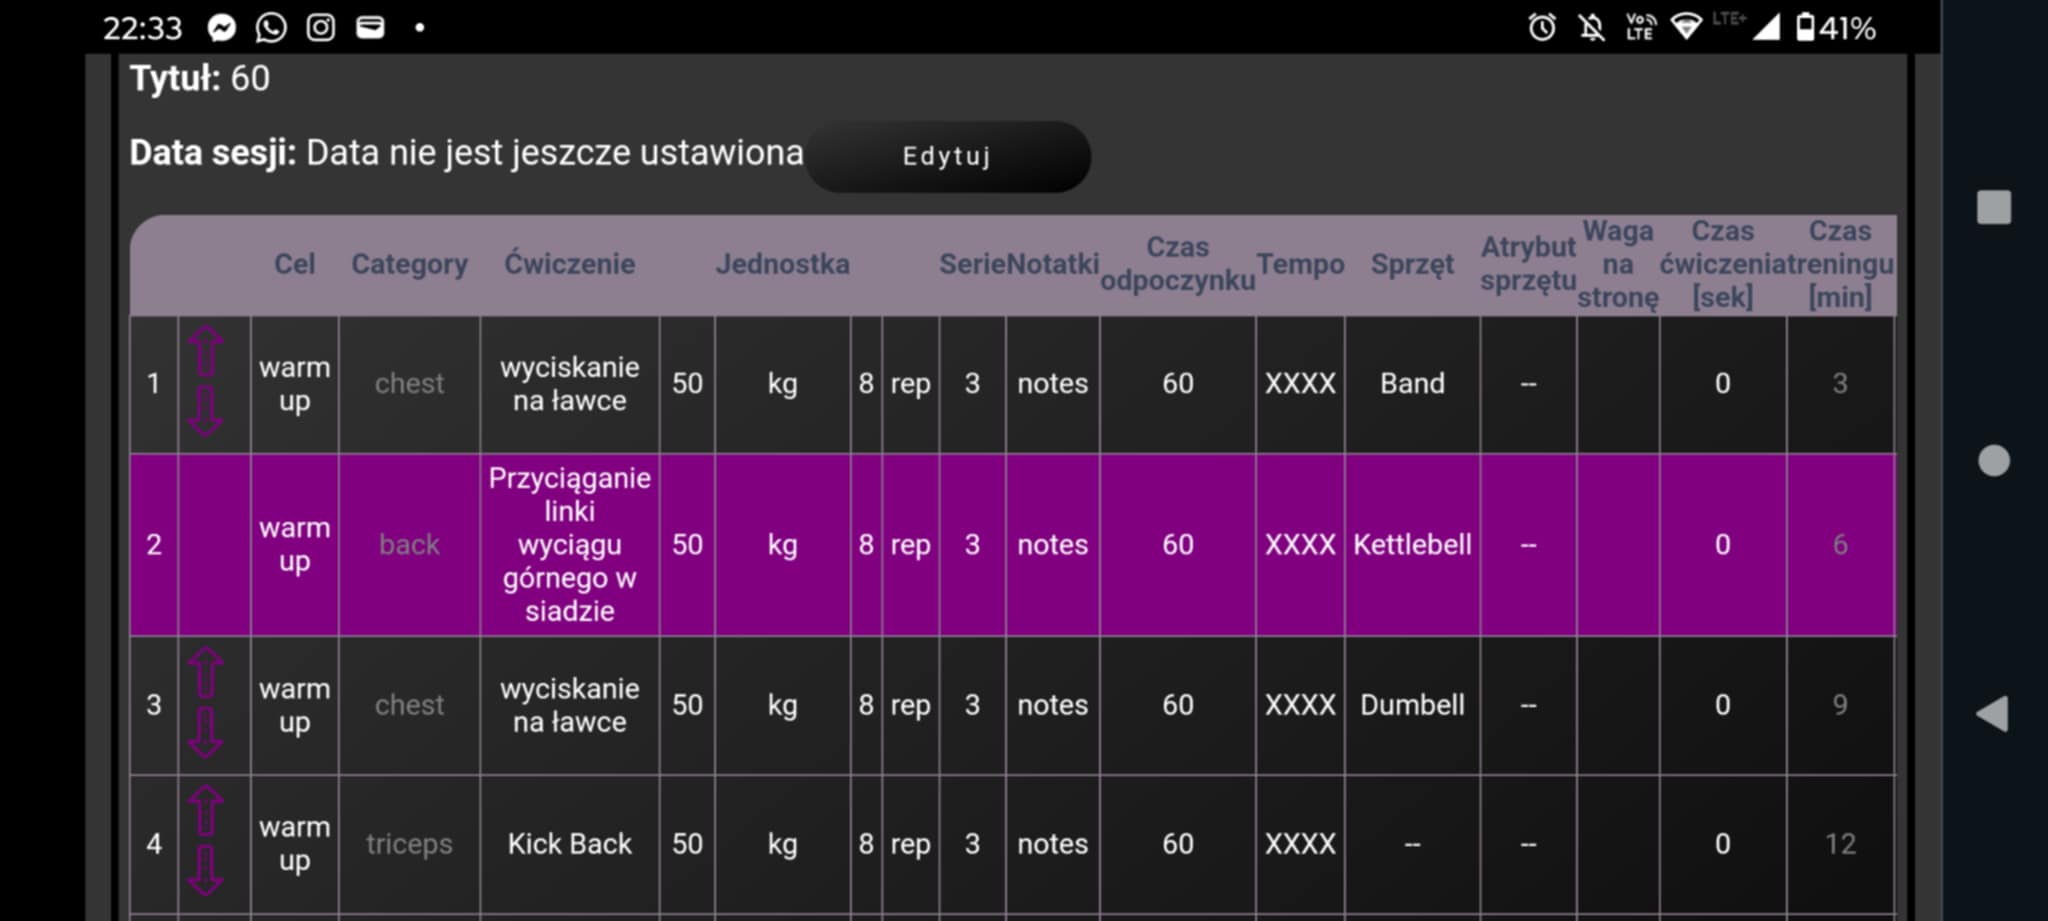 22:33 Vo LTE LTE+ 41%
Tytuł: 60
Data sesji: Data nie jest jeszcze ustawiona Edytuj
Cel Category Ćwiczenie Jednostka Serie Notatki Czas odpoczynku Tempo Sprzęt Atrybut sprzętu Waga na stronę Czas ćwiczenia [sek] Czas treningu [min]
1 warm up chest wyciskanie na ławce 50 kg 8 rep 3 notes 60 XXXX Band -- 0 3
2 warm up back Przyciąganie linki wyciągu górnego w siadzie 50 kg 8 rep 3 notes 60 XXXX Kettlebell -- 0 6
3 warm up chest wyciskanie na ławce 50 kg 8 rep 3 notes 60 XXXX Dumbell -- 0 9
4 warm up triceps Kick Back 50 kg 8 rep 3 notes 60 XXXX -- -- 0 12